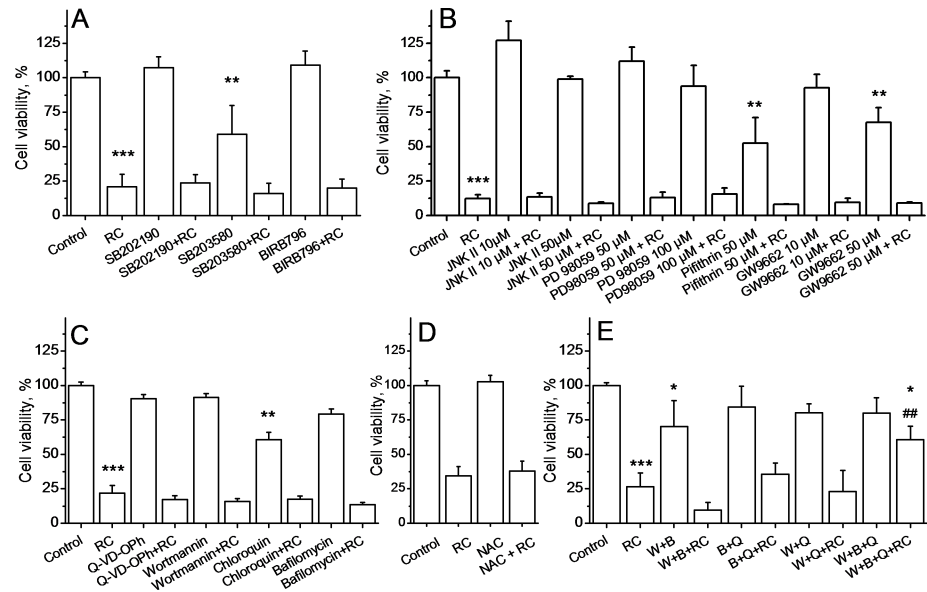 A
Cell viability, %
125
100
75
50
25
0
***
**
Control
RC
SB202190
SB202190+RC
SB203580
SB203580+RC
BIRB796
BIRB796+RC
B
Cell viability, %
125
100
75
50
25
0
***
**
**
Control
RC
JNK II 10μM
JNK II 10 μM + RC
JNK II 50μM
JNK II 50 μM + RC
PD 98059 50 μM
PD98059 50 μM + RC
PD 98059 100 μM
PD98059 100 μM + RC
Pifithrin 50 μM
Pifithrin 50 μM + RC
GW9662 10 μM
GW9662 10 μM+ RC
GW9662 50 μM
GW9662 50 μM + RC
C
Cell viability, %
125
100
75
50
25
0
***
**
Control
RC
Q-VD-OPh
Q-VD-OPh+RC
Wortmannin
Wortmannin+RC
Chloroquin
Chloroquin+RC
Bafilomycin
Bafilomycin+RC
D
Cell viability, %
125
100
75
50
25
0
Control
RC
NAC
NAC + RC
E
Cell viability, %
125
100
75
50
25
0
***
*
*
##
Control
RC
W+B
W+B+RC
B+Q
B+Q+RC
W+Q
W+Q+RC
W+B+Q
W+B+Q+RC